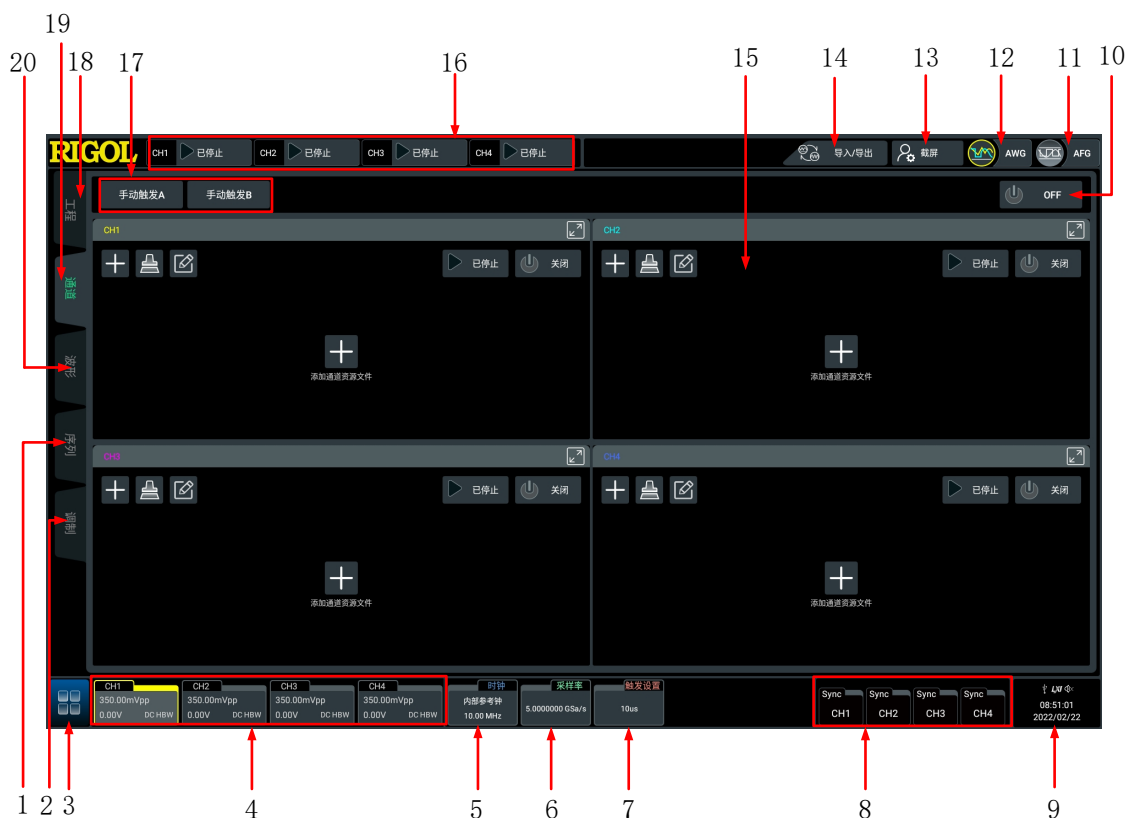 19
20 18 17 16 15 14 13 12 11 10
RIGOL CH1 已停止 CH2 已停止 CH3 已停止 CH4 已停止 导入/导出 截屏 AWG AFG
工程 手动触发A 手动触发B OFF
CH1 CH2
通道 已停止 关闭 已停止 关闭
波形 添加通道资源文件 添加通道资源文件
序列 CH3 CH4
调制 已停止 关闭 已停止 关闭
添加通道资源文件 添加通道资源文件
CH1 CH2 CH3 CH4 时钟 采样率 触发设置
350.00mVpp 350.00mVpp 350.00mVpp 350.00mVpp 内部参考钟 5.0000000 GSa/s 10us Sync Sync Sync Sync
0.00V DC HBW 0.00V DC HBW 0.00V DC HBW 0.00V DC HBW 10.00 MHz CH1 CH2 CH3 CH4 08:51:01
2022/02/22
1 2 3 4 5 6 7 8 9